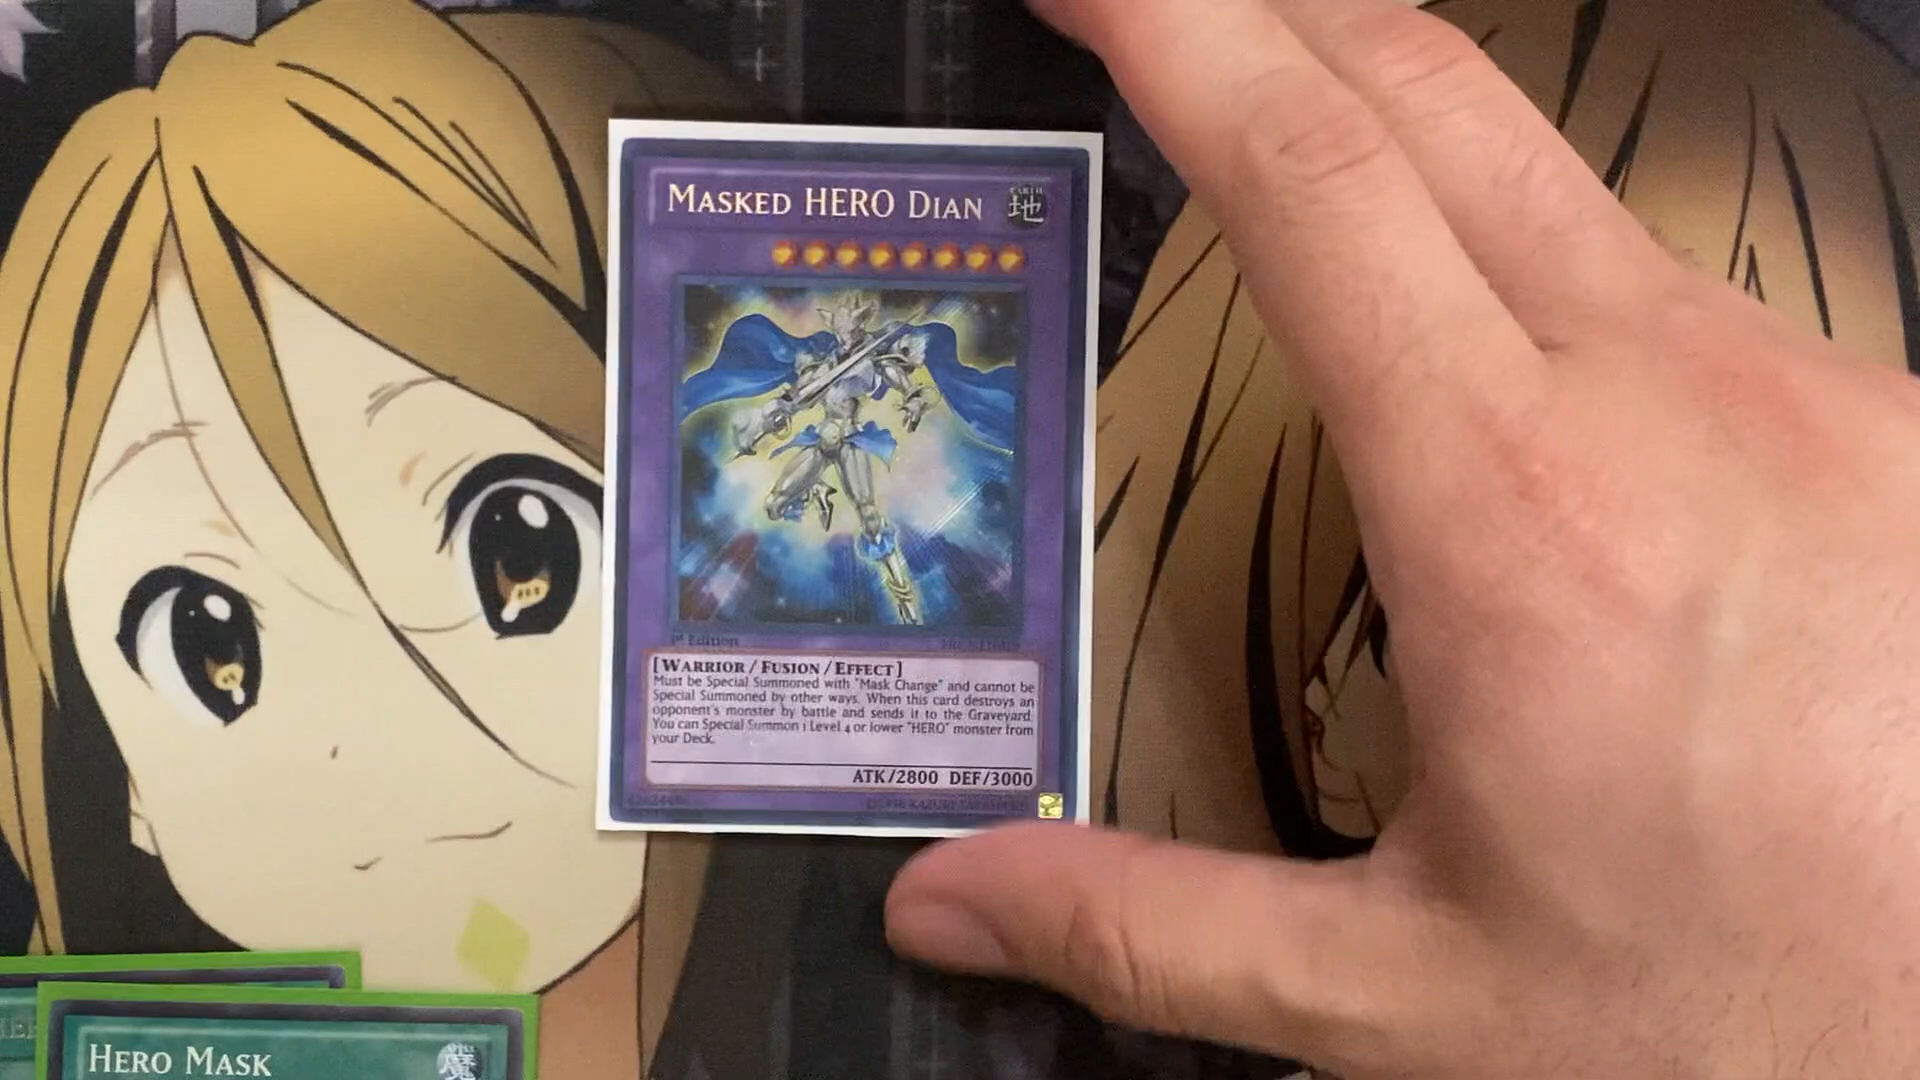 MASKED HERO DIAN
EARTH
地
1st Edition
[WARRIOR / FUSION / EFFECT]
Must be Special Summoned with "Mask Change" and cannot be
Special Summoned by other ways. When this card destroys an
opponent's monster by battle and sends it to the Graveyard:
You can Special Summon 1 Level 4 or lower "HERO" monster from
your Deck.
ATK/2800 DEF/3000
HERO MASK
魔